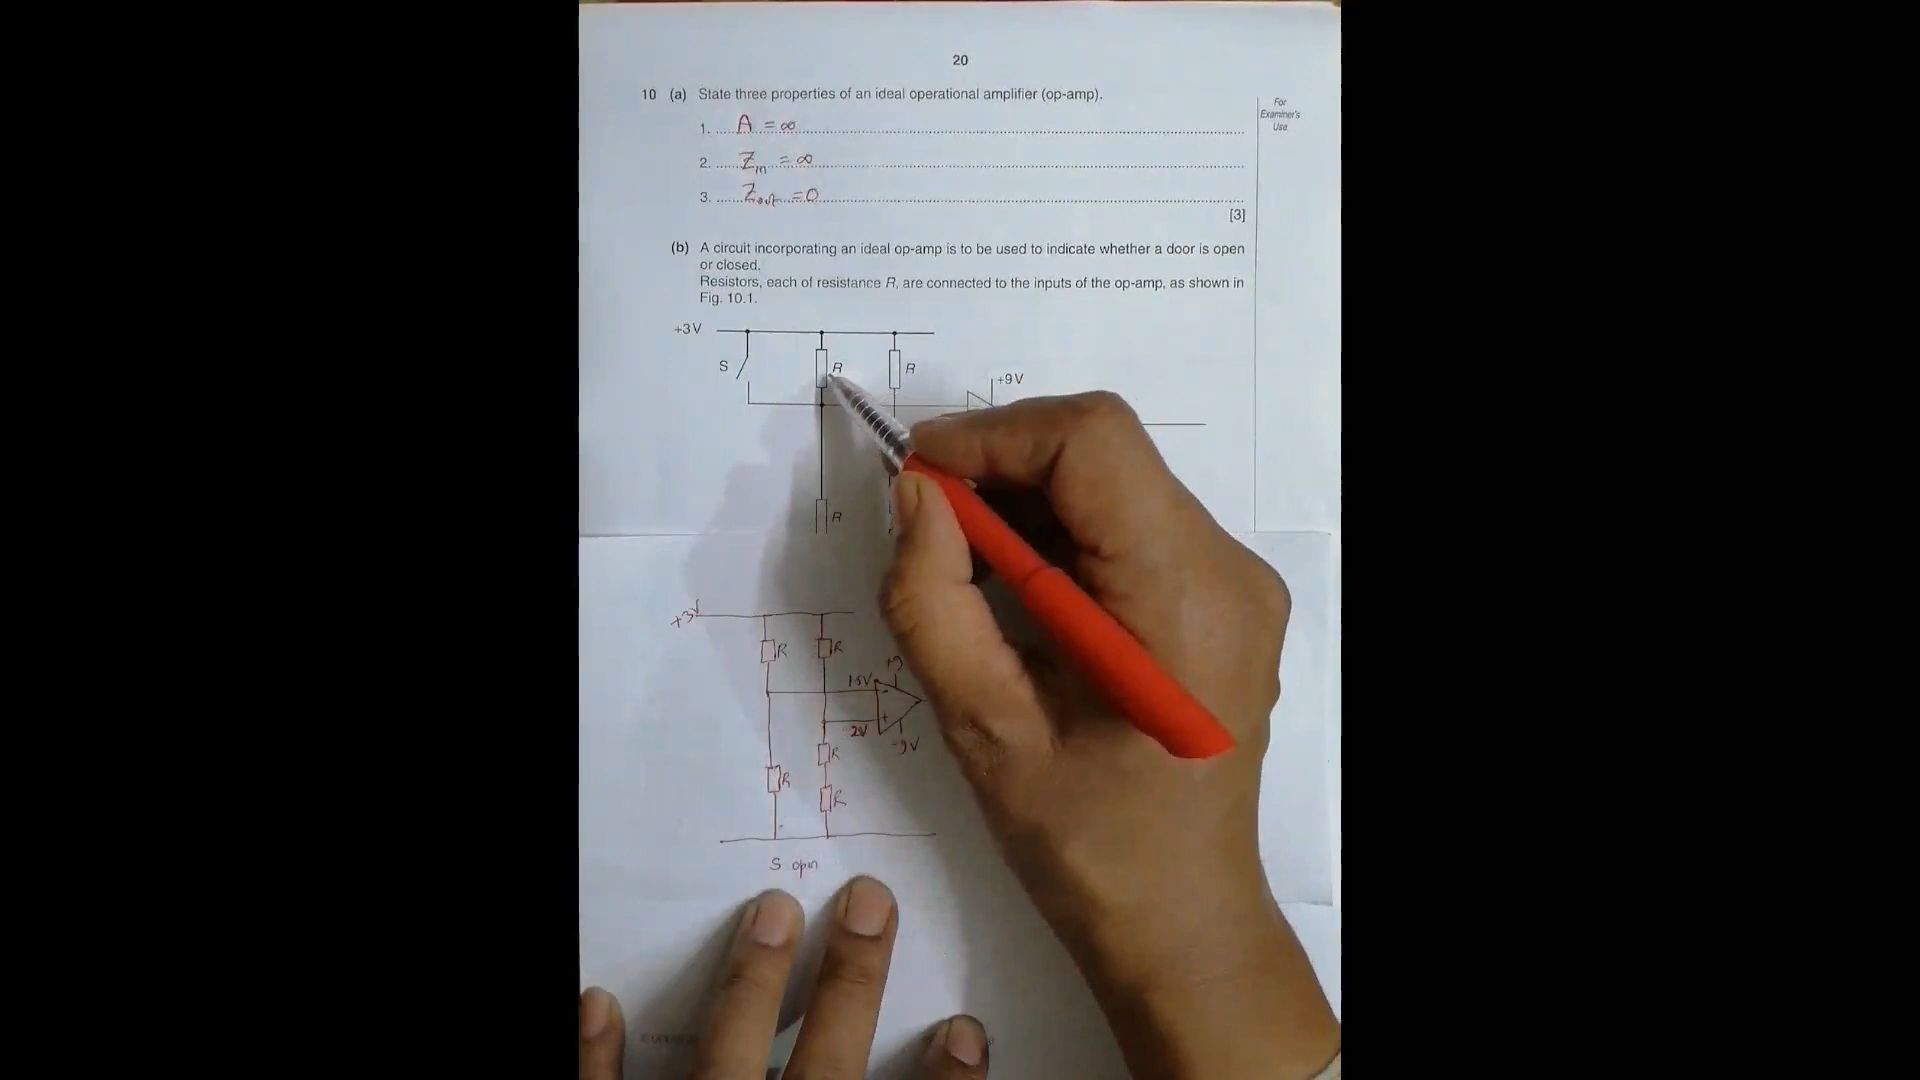 20
10 (a) State three properties of an ideal operational amplifier (op-amp).
For
Examiner's
Use
1. A = ∞
2. Zin = ∞
3. Zout = 0
[3]
(b) A circuit incorporating an ideal op-amp is to be used to indicate whether a door is open
or closed.
Resistors, each of resistance R, are connected to the inputs of the op-amp, as shown in
Fig. 10.1.
+3V
S
R
R
+9V
R
+3V
R
R
+9
1.5V
-
+
2V
-9V
R
R
R
S open